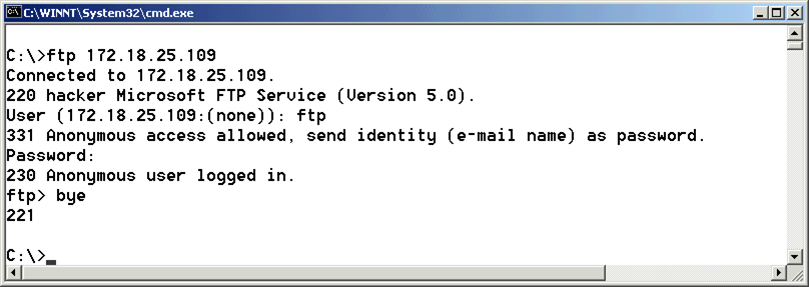 C:\WINNT\System32\cmd.exe
C:\>ftp 172.18.25.109
Connected to 172.18.25.109.
220 hacker Microsoft FTP Service (Version 5.0).
User (172.18.25.109:(none)): ftp
331 Anonymous access allowed, send identity (e-mail name) as password.
Password:
230 Anonymous user logged in.
ftp> bye
221
C:\>_